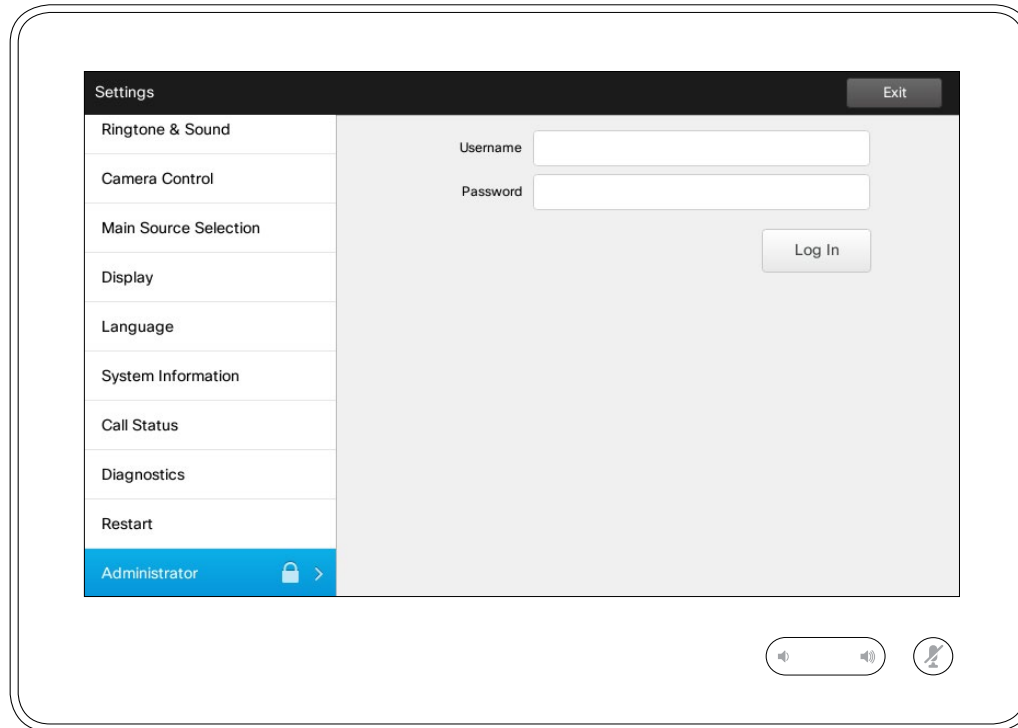 Settings
Exit
Ringtone & Sound
Camera Control
Main Source Selection
Display
Language
System Information
Call Status
Diagnostics
Restart
Administrator
Username
Password
Log In